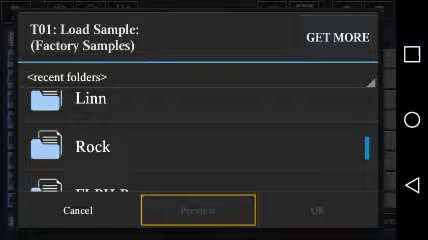 T01: Load Sample:
(Factory Samples)
GET MORE
<recent folders>
Linn
Rock
Cancel
Preview
OK